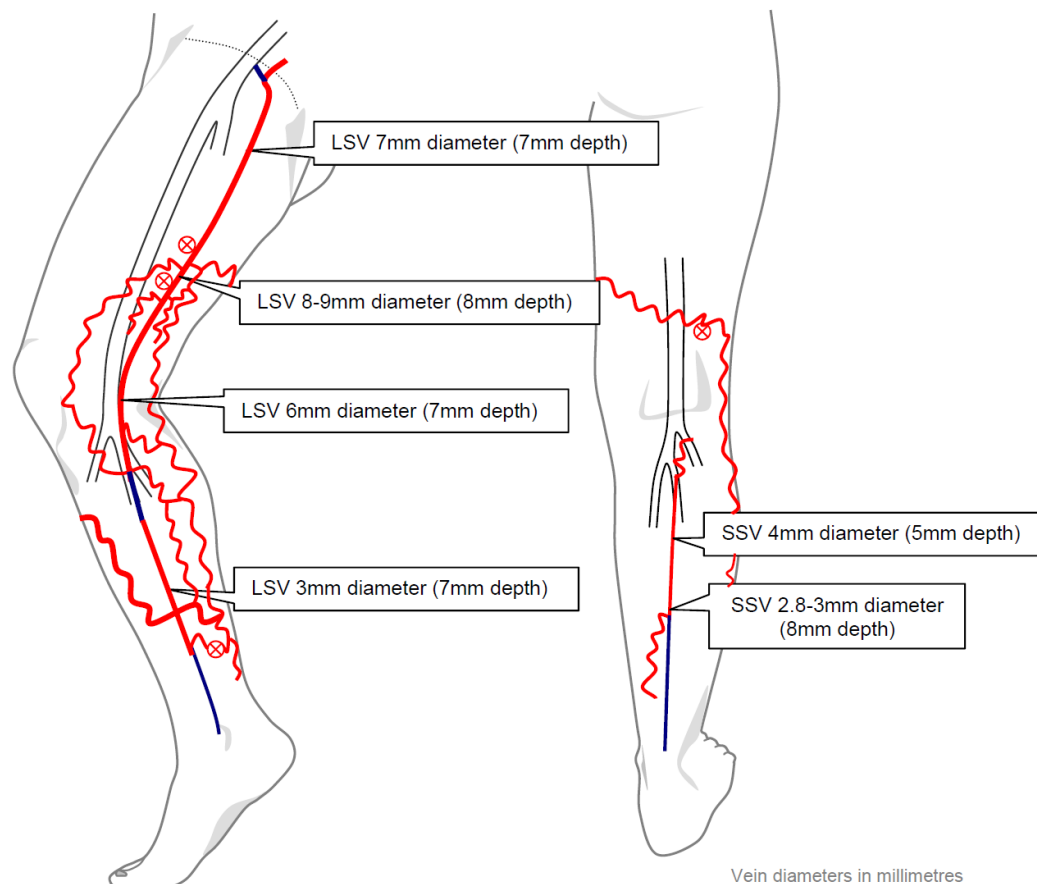 LSV 7mm diameter (7mm depth)
LSV 8-9mm diameter (8mm depth)
LSV 6mm diameter (7mm depth)
LSV 3mm diameter (7mm depth)
SSV 4mm diameter (5mm depth)
SSV 2.8-3mm diameter
(8mm depth)
Vein diameters in millimetres